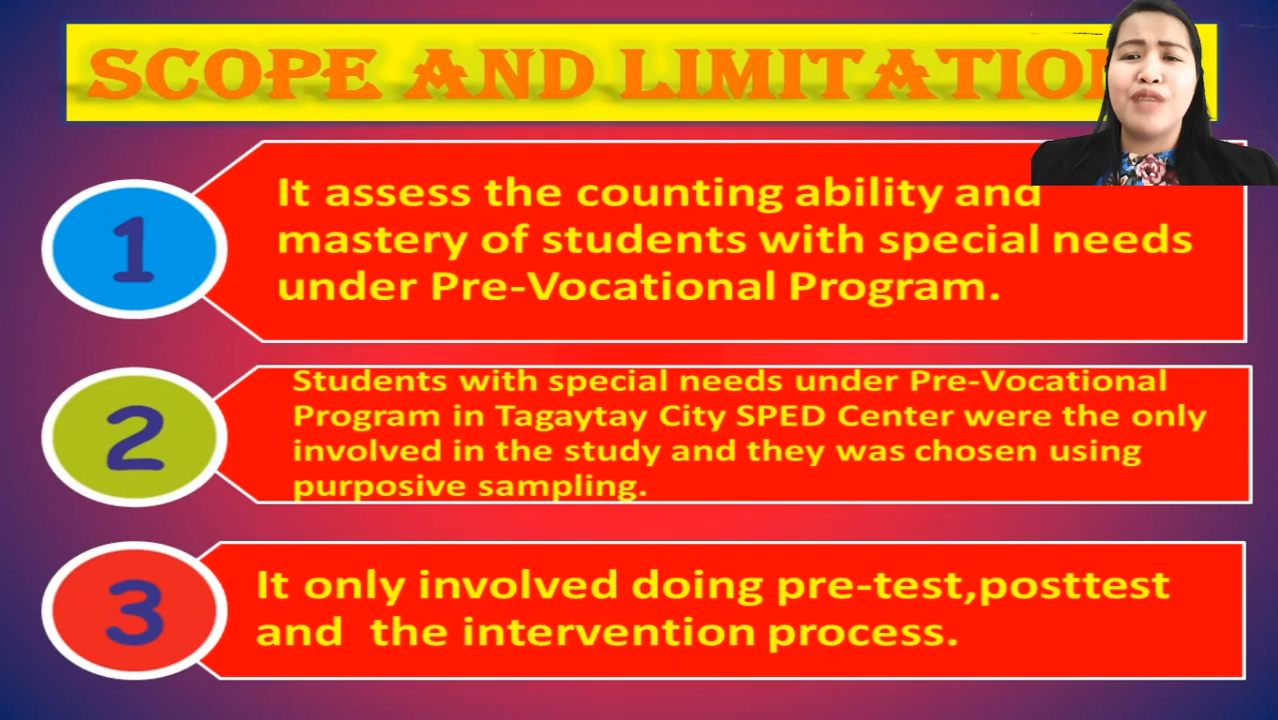 SCOPE AND LIMITATION
1
It assess the counting ability and
mastery of students with special needs
under Pre-Vocational Program.
2
Students with special needs under Pre-Vocational
Program in Tagaytay City SPED Center were the only
involved in the study and they was chosen using
purposive sampling.
3
It only involved doing pre-test,posttest
and  the intervention process.